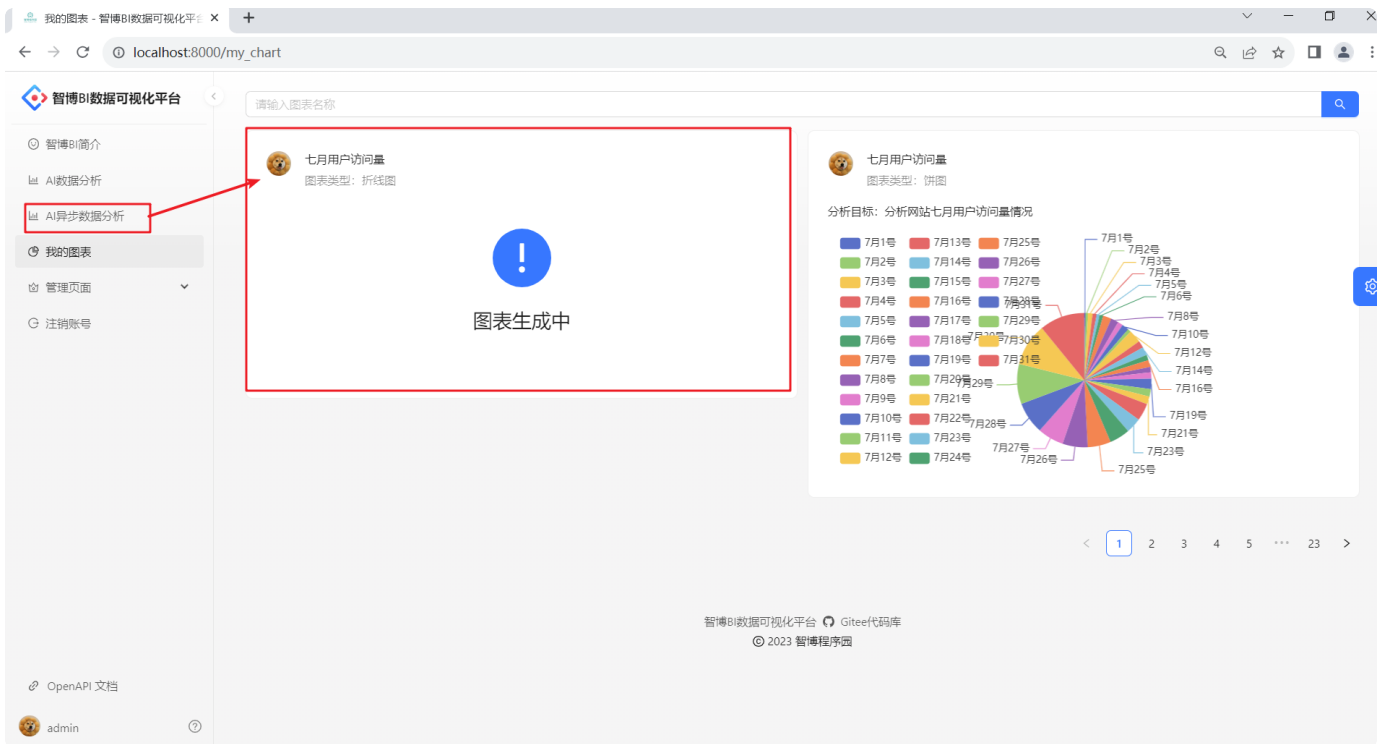 我的图表 - 智博BI数据可视化平台
localhost:8000/my_chart
智博BI数据可视化平台
请输入图表名称
智博BI简介
AI数据分析
AI异步数据分析
我的图表
管理页面
注销账号
七月用户访问量
图表类型：折线图
图表生成中
七月用户访问量
图表类型：饼图
分析目标：分析网站七月用户访问量情况
7月1号 7月13号 7月25号
7月2号 7月14号 7月26号
7月3号 7月15号 7月27号
7月4号 7月16号 7月28号
7月5号 7月17号 7月29号
7月6号 7月18号 7月30号
7月7号 7月19号 7月31号
7月8号 7月20号
7月9号 7月21号
7月10号 7月22号
7月11号 7月23号
7月12号 7月24号
7月1号
7月2号
7月3号
7月4号
7月5号
7月6号
7月8号
7月10号
7月12号
7月14号
7月16号
7月19号
7月21号
7月23号
7月25号
7月26号
7月27号
7月28号
7月29号
7月30号
7月31号
1 2 3 4 5 ··· 23
智博BI数据可视化平台 Gitee代码库
© 2023 智博程序园
OpenAPI 文档
admin